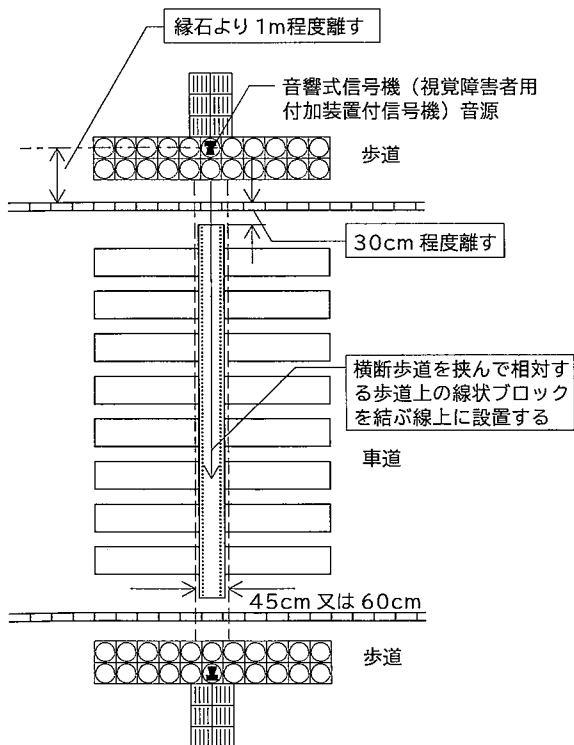 縁石より1m程度離す
音響式信号機（視覚障害者用
付加装置付信号機）音源
歩道
30cm 程度離す
横断歩道を挟んで相対す
る歩道上の線状ブロック
を結ぶ線上に設置する
車道
45cm 又は 60cm
歩道